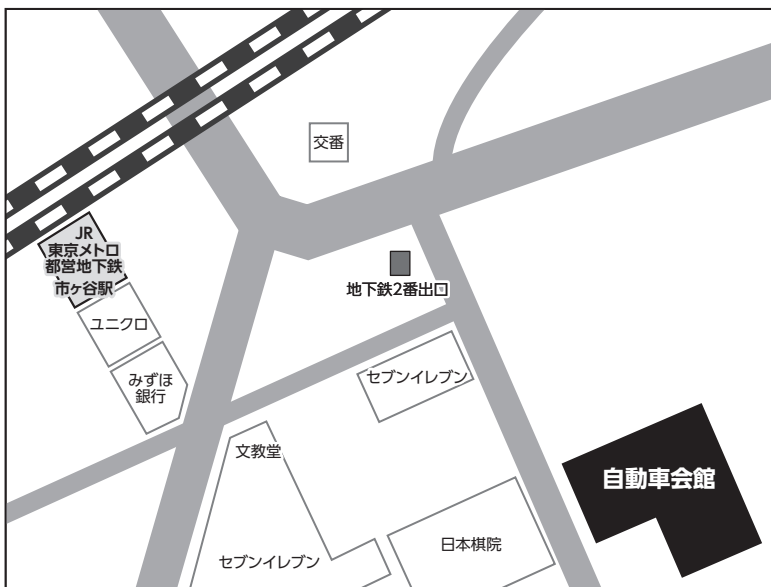 交番
JR
東京メトロ
都営地下鉄
市ヶ谷駅
地下鉄2番出口
ユニクロ
みずほ
銀行
セブンイレブン
文教堂
自動車会館
日本棋院
セブンイレブン